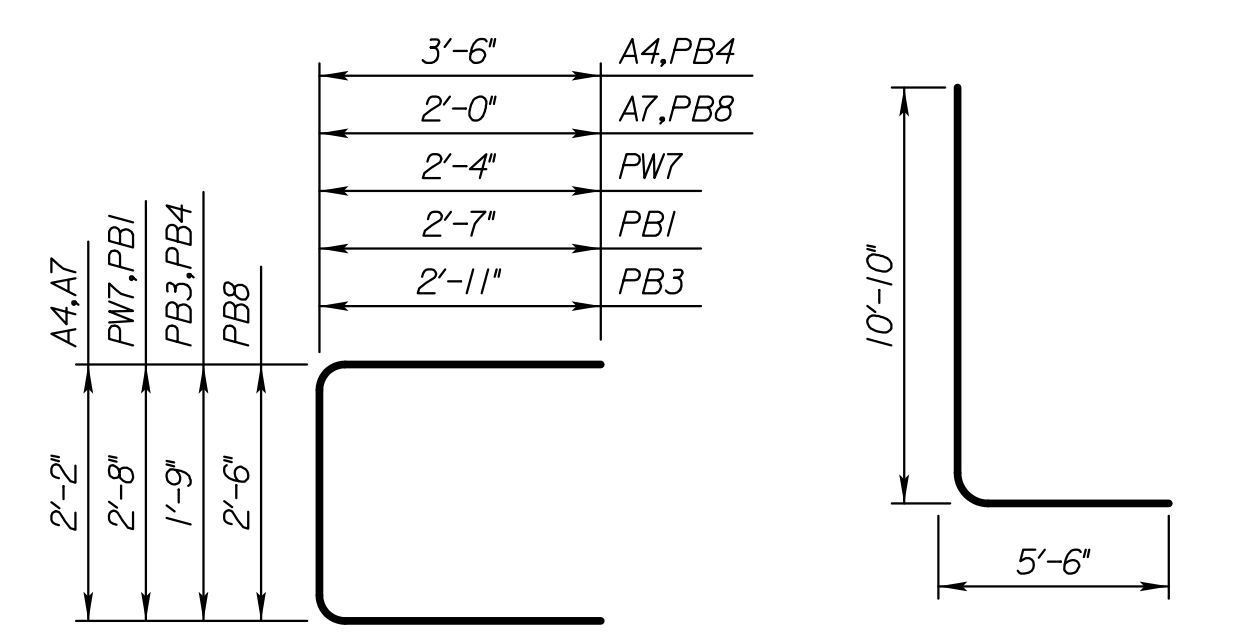 3'-6" A4,PB4
2'-0" A7,PB8
2'-4" PW7
2'-7" PB1
2'-11" PB3
A4,A7
PW7,PB1
PB3,PB4
PB8
2'-2"
2'-8"
1'-9"
2'-6"
10'-10"
5'-6"